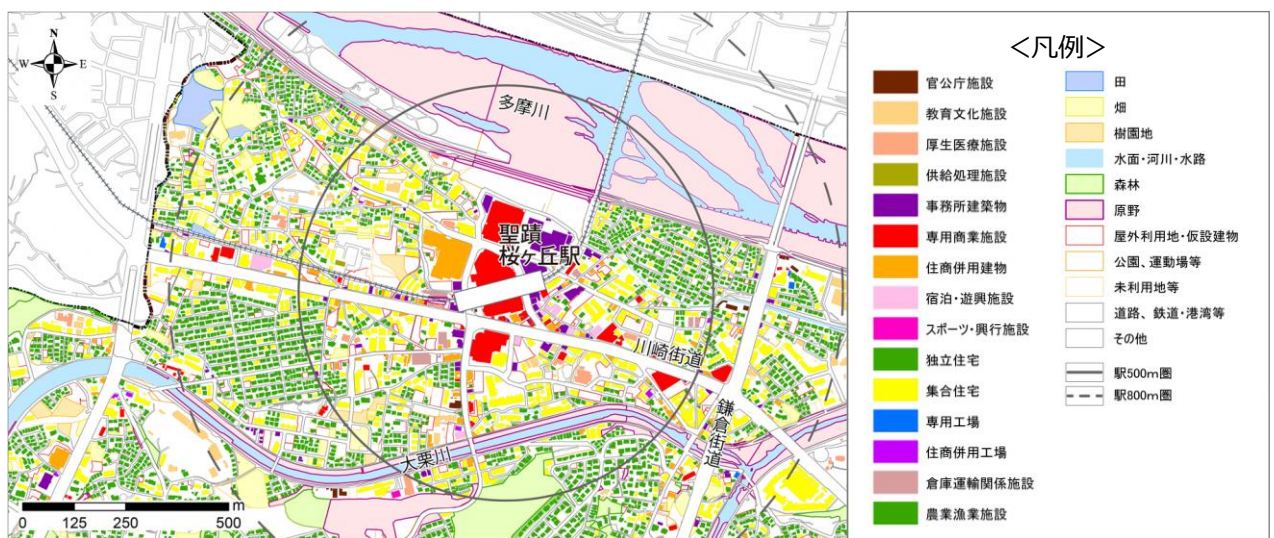 N
W
E
S
多摩川
聖蹟
桜ヶ丘駅
川崎街道
鎌倉街道
大栗川
m
0
125
250
500
＜凡例＞
官公庁施設
教育文化施設
厚生医療施設
供給処理施設
事務所建築物
専用商業施設
住商併用建物
宿泊・遊興施設
スポーツ・興行施設
独立住宅
集合住宅
専用工場
住商併用工場
倉庫運輸関係施設
農業漁業施設
田
畑
樹園地
水面・河川・水路
森林
原野
屋外利用地・仮設建物
公園、運動場等
未利用地等
道路、鉄道・港湾等
その他
駅500m圏
駅800m圏